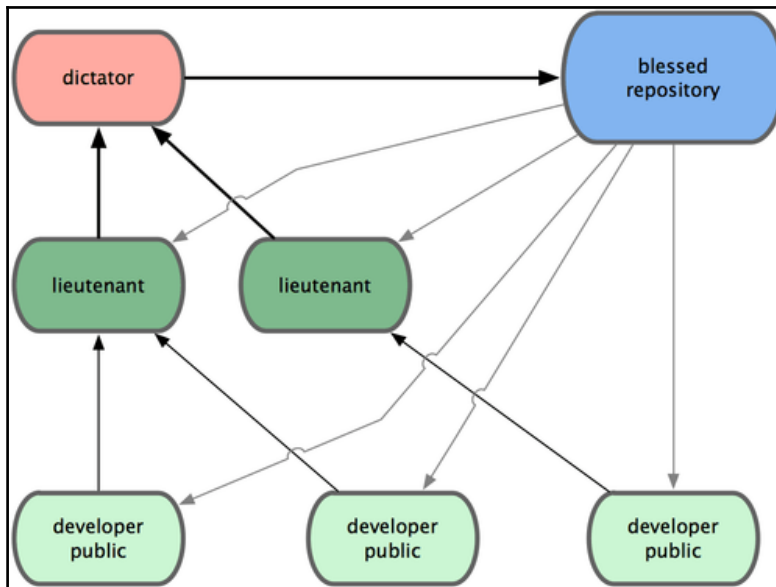 dictator
blessed
repository
lieutenant
lieutenant
developer
public
developer
public
developer
public